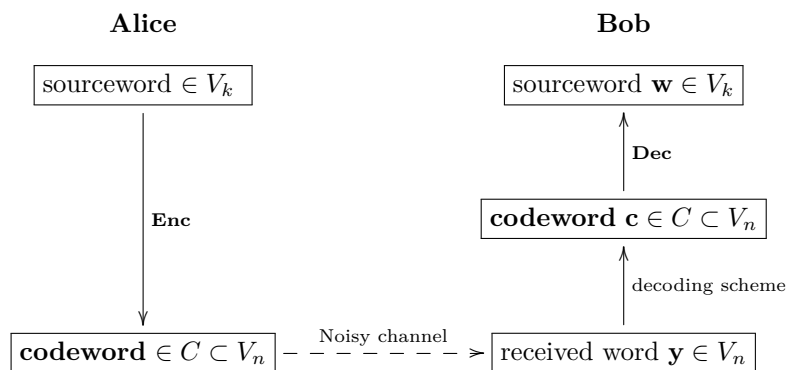 Alice
Bob
sourceword ∈ V_k
sourceword **w** ∈ V_k
Dec
Enc
codeword c ∈ C ⊂ V_n
decoding scheme
Noisy channel
codeword ∈ C ⊂ V_n
received word y ∈ V_n